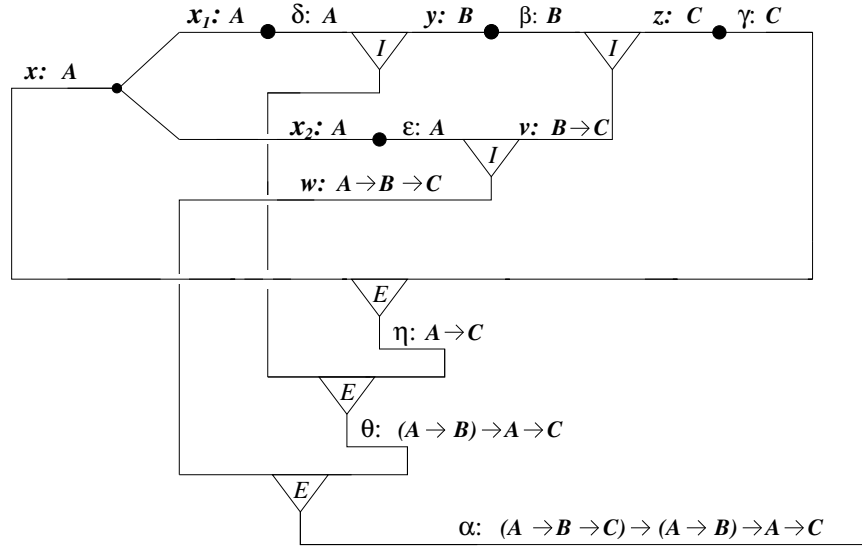 x₁: A δ: A y: B β: B z: C γ: C
I I
x: A
x₂: A ε: A v: B→C
I
w: A→B→C
E
η: A→C
E
θ: (A→B)→A→C
E
α: (A→B→C)→(A→B)→A→C